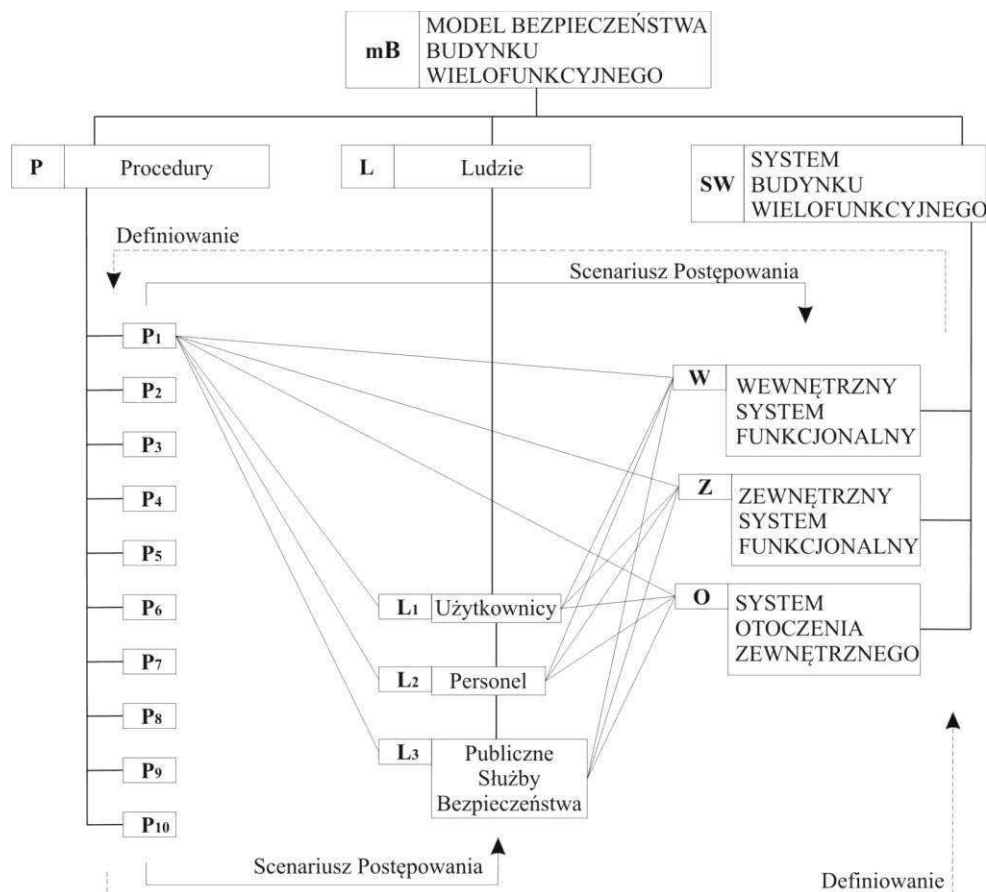 mB
MODEL BEZPIECZEŃSTWA
BUDYNKU
WIELOFUNKCYJNEGO
P
Procedury
L
Ludzie
SW
SYSTEM
BUDYNKU
WIELOFUNKCYJNEGO
Definiowanie
Scenariusz Postępowania
P1
P2
P3
P4
P5
P6
P7
P8
P9
P10
W
WEWNĘTRZNY
SYSTEM
FUNKCJONALNY
Z
ZEWNĘTRZNY
SYSTEM
FUNKCJONALNY
O
SYSTEM
OTOCZENIA
ZEWNĘTRZNEGO
L1 Użytkownicy
L2 Personel
L3
Publiczne
Służby
Bezpieczeństwa
Scenariusz Postępowania
Definiowanie